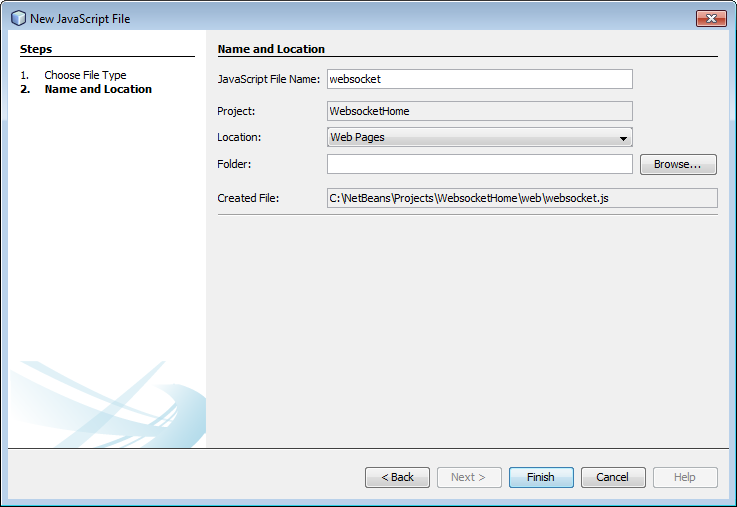 New JavaScript File
Steps
1. Choose File Type
2. Name and Location
Name and Location
JavaScript File Name: websocket
Project: WebsocketHome
Location: Web Pages
Folder: Browse...
Created File: C:\NetBeans\Projects\WebsocketHome\web\websocket.js
< Back Next > Finish Cancel Help